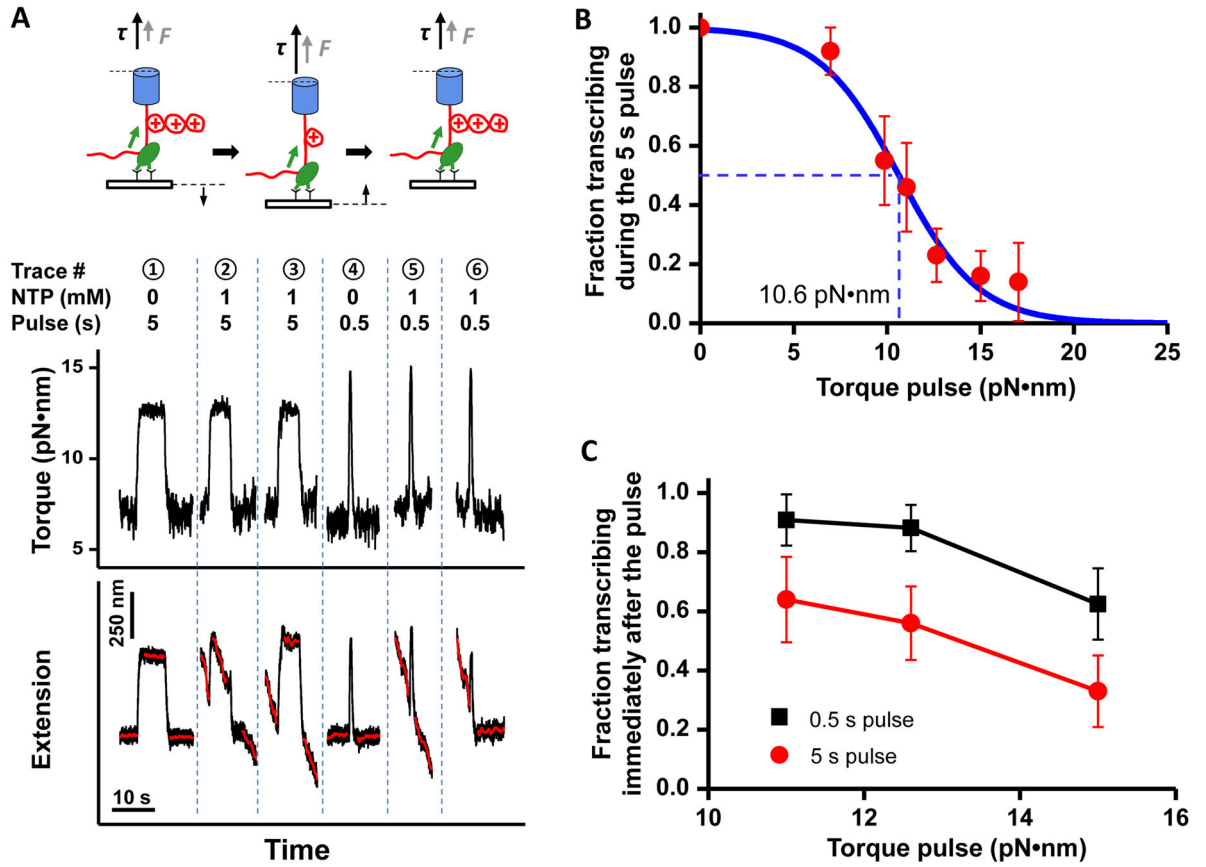 A
τ F
τ F
τ F
+ + +
+
+ + +
Trace # 1 2 3 4 5 6
NTP (mM) 0 1 1 0 1 1
Pulse (s) 5 5 5 0.5 0.5 0.5
Torque (pN•nm)
15
10
5
Extension
250 nm
10 s
Time
B
Fraction transcribing
during the 5 s pulse
1.0
0.8
0.6
0.4
0.2
0.0
10.6 pN•nm
0 5 10 15 20 25
Torque pulse (pN•nm)
C
Fraction transcribing
immediately after the pulse
1.0
0.8
0.6
0.4
0.2
0.0
0.5 s pulse
5 s pulse
10 12 14 16
Torque pulse (pN•nm)